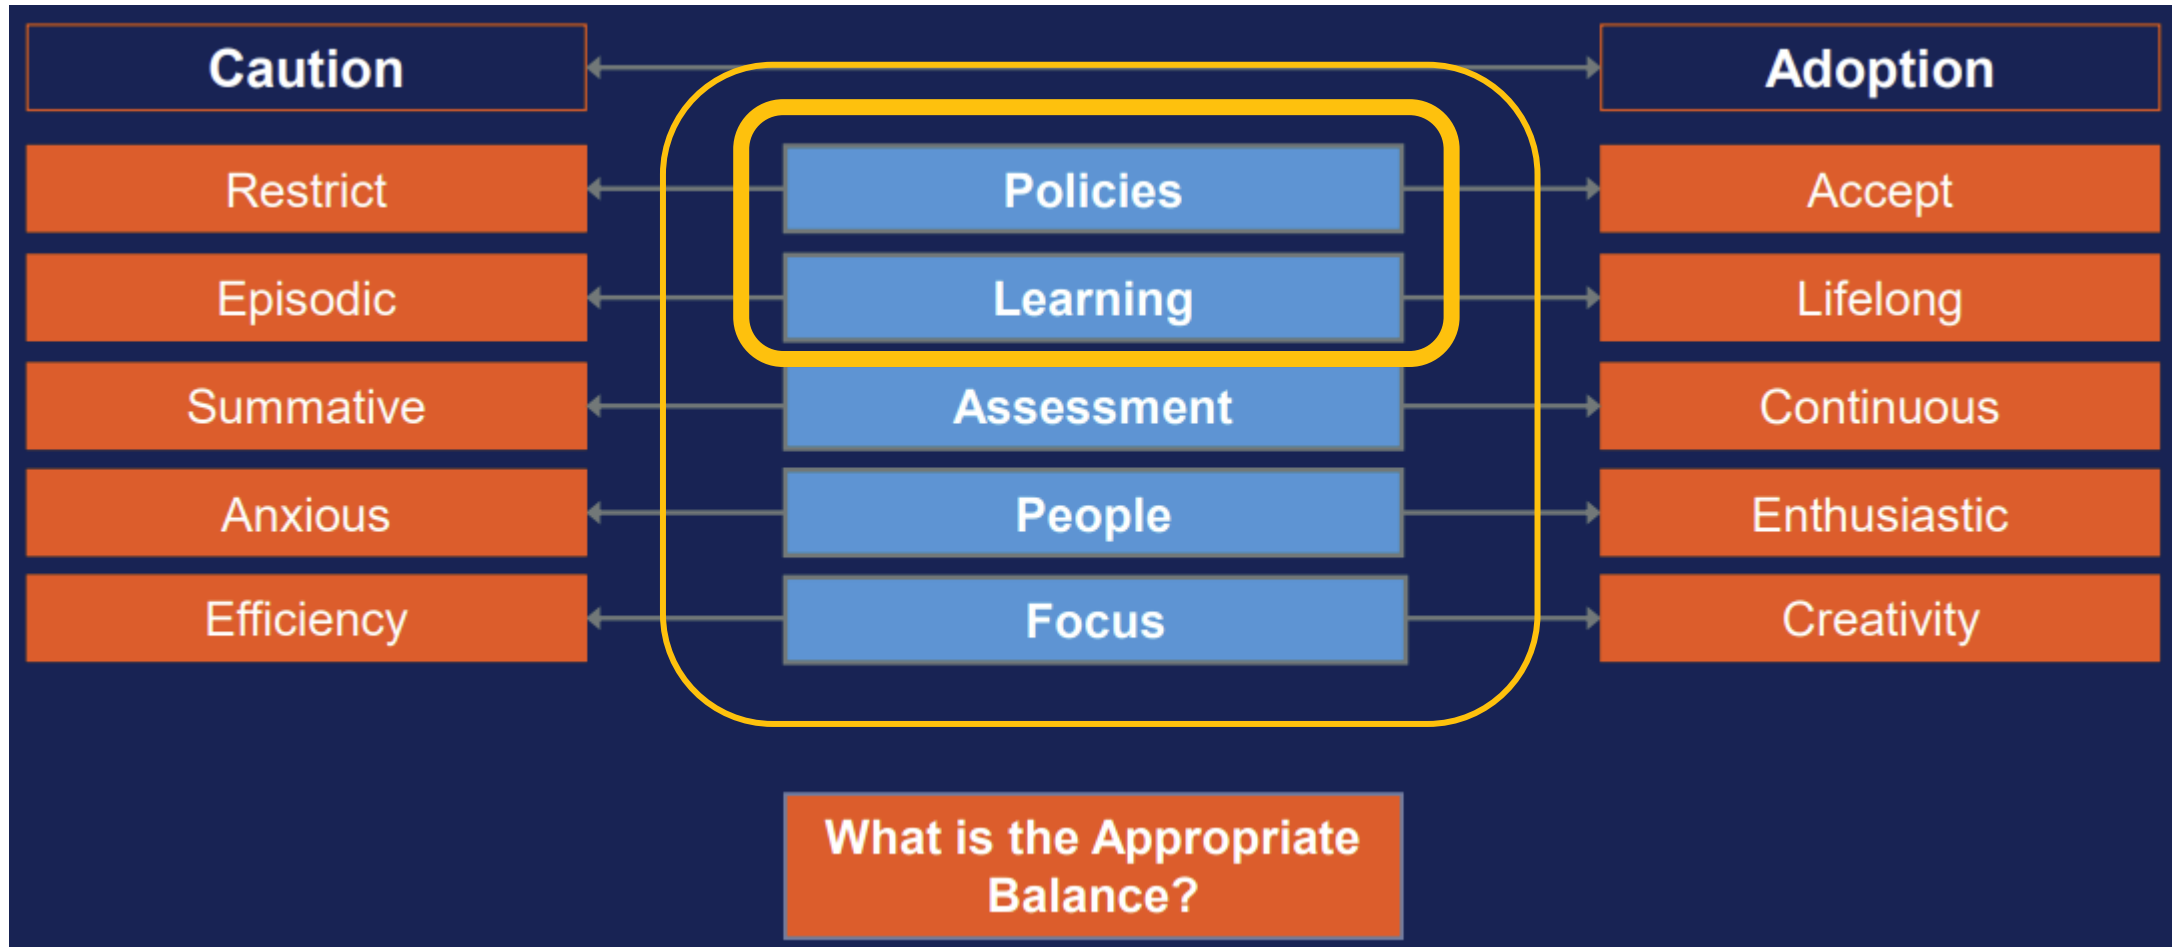 Caution
Adoption
Restrict
Policies
Accept
Episodic
Learning
Lifelong
Summative
Assessment
Continuous
Anxious
People
Enthusiastic
Efficiency
Focus
Creativity
What is the Appropriate
Balance?